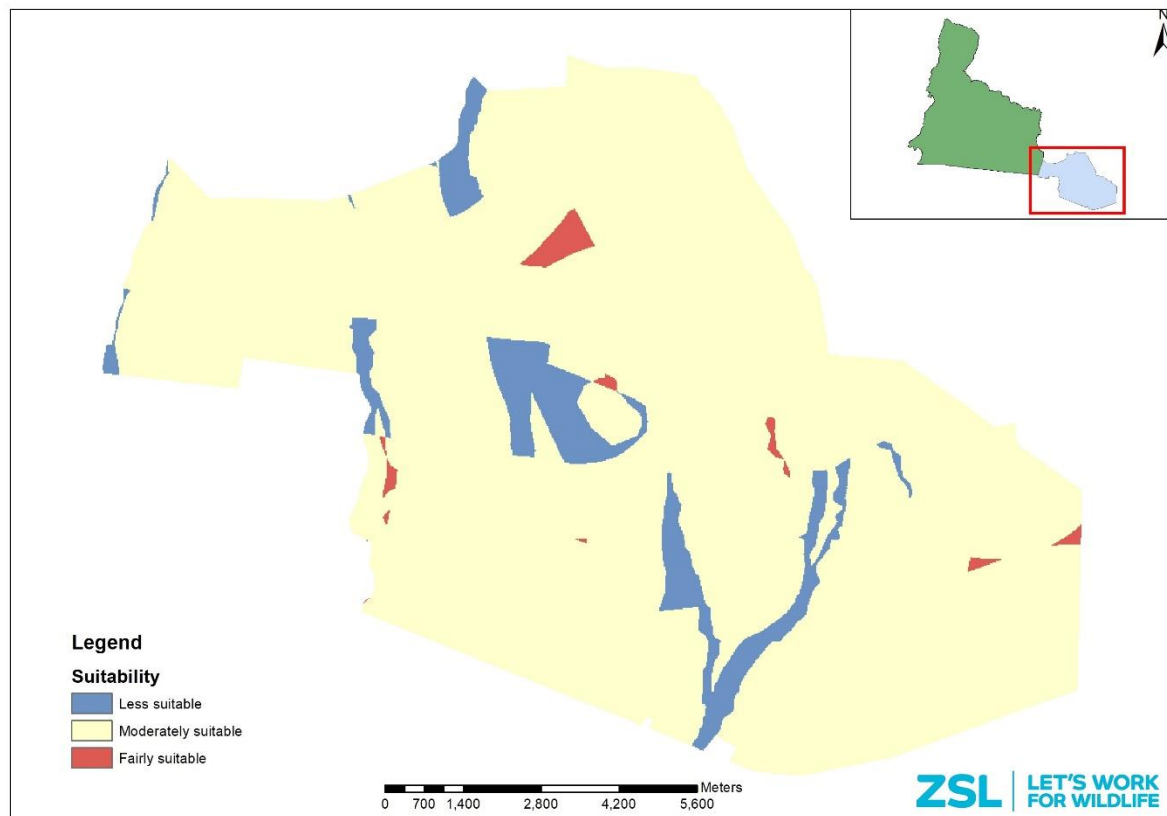 N
Legend
Suitability
Less suitable
Moderately suitable
Fairly suitable
Meters
0 700 1,400 2,800 4,200 5,600
ZSL LET'S WORK
FOR WILDLIFE